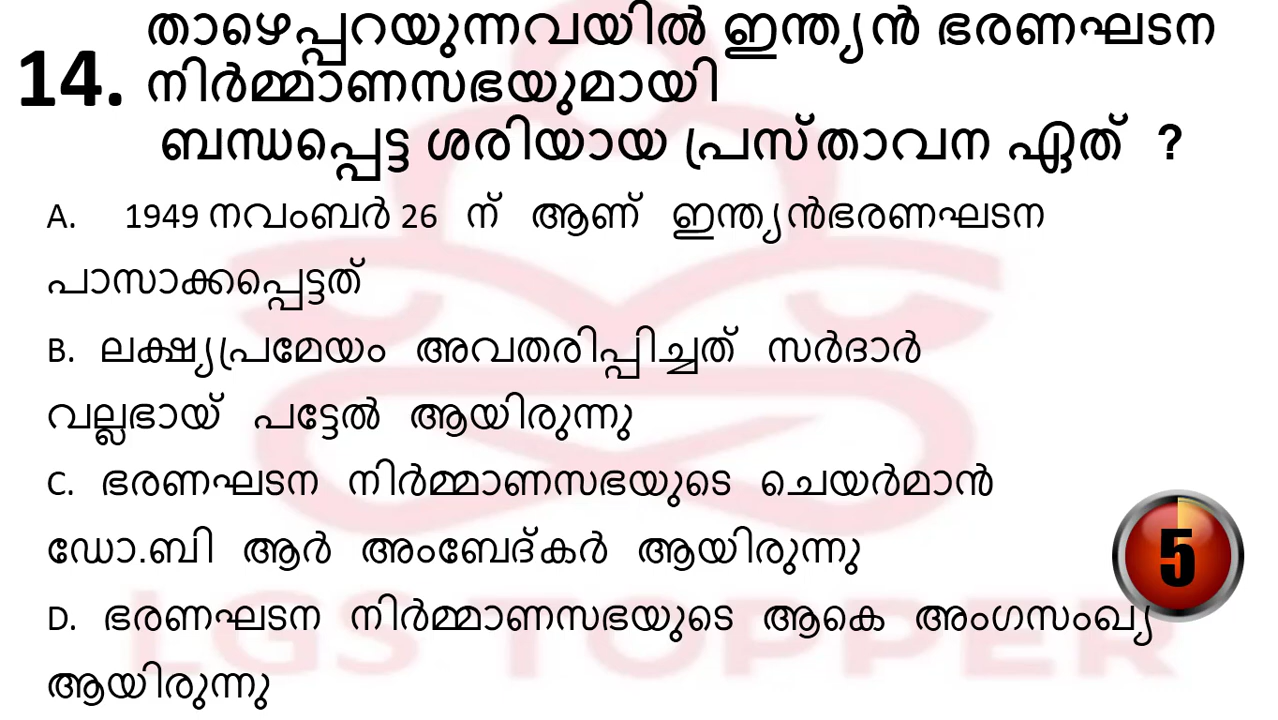 താഴെപ്പറയുന്നവയിൽ ഇന്ത്യൻ ഭരണഘടന
14. നിർമ്മാണസഭയുമായി
ബന്ധപ്പെട്ട ശരിയായ പ്രസ്താവന ഏത് ?
A. 1949 നവംബർ 26 ന് ആണ് ഇന്ത്യൻഭരണഘടന
പാസാക്കപ്പെട്ടത്
B. ലക്ഷ്യപ്രമേയം അവതരിപ്പിച്ചത് സർദാർ
വല്ലഭായ് പട്ടേൽ ആയിരുന്നു
C. ഭരണഘടന നിർമ്മാണസഭയുടെ ചെയർമാൻ
ഡോ.ബി ആർ അംബേദ്കർ ആയിരുന്നു
5
D. ഭരണഘടന നിർമ്മാണസഭയുടെ ആകെ അംഗസംഖ്യ
ആയിരുന്നു
LGS TOPPER